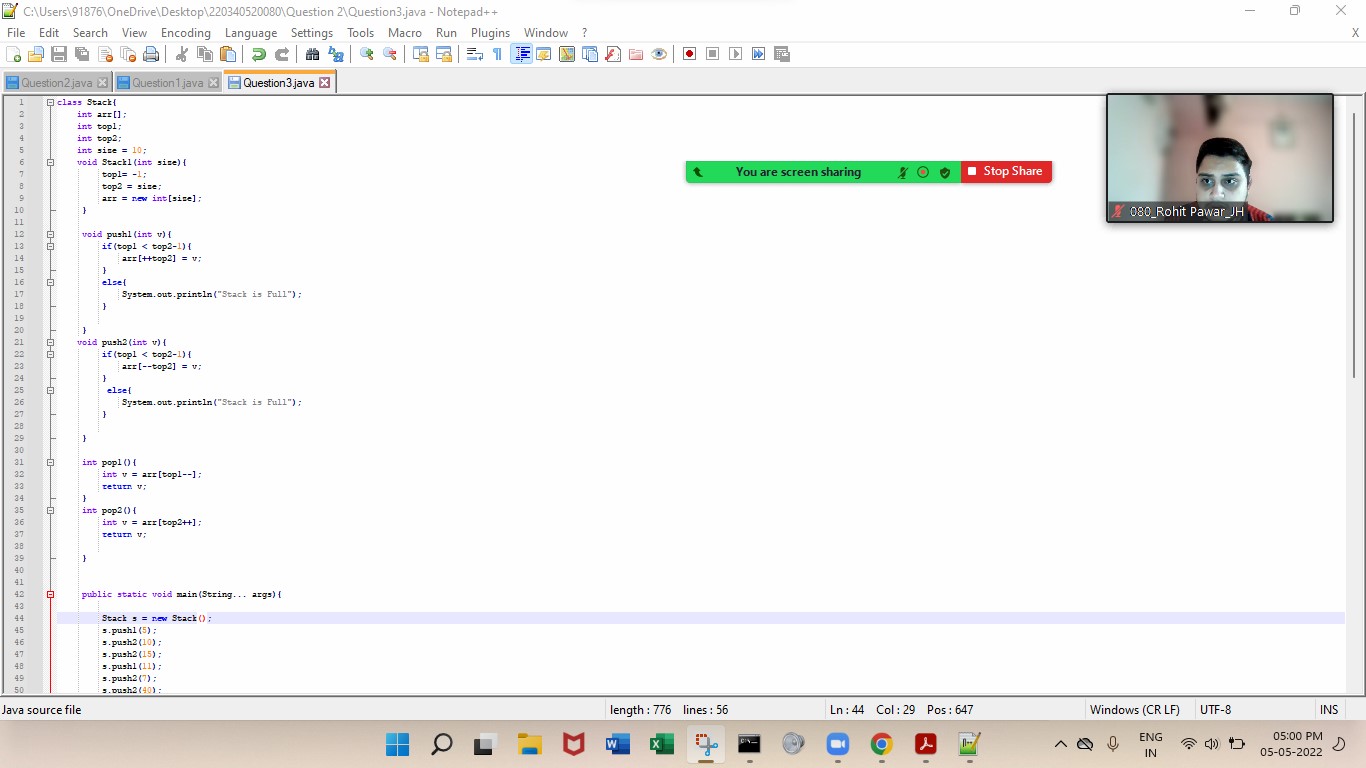 C:\Users\91876\OneDrive\Desktop\220340520080\Question 2\Question3.java - Notepad++
File Edit Search View Encoding Language Settings Tools Macro Run Plugins Window ? X
Question2.java Question1.java Question3.java
1 class Stack{
2 int arr[];
3 int top1;
4 int top2;
5 int size = 10;
6 void Stack1(int size){
7 top1= -1;
8 top2 = size;
9 arr = new int[size];
10 }
11
12 void push1(int v){
13 if(top1 < top2-1){
14 arr[++top2] = v;
15 }
16 else{
17 System.out.println("Stack is Full");
18 }
19
20 }
21 void push2(int v){
22 if(top1 < top2-1){
23 arr[--top2] = v;
24 }
25 else{
26 System.out.println("Stack is Full");
27 }
28
29 }
30
31 int pop1(){
32 int v = arr[top1--];
33 return v;
34 }
35 int pop2(){
36 int v = arr[top2++];
37 return v;
38
39 }
40
41
42 public static void main(String... args){
43
44 Stack s = new Stack();
45 s.push1(5);
46 s.push2(10);
47 s.push2(15);
48 s.push1(11);
49 s.push2(7);
50 s.push2(40);
You are screen sharing Stop Share
080_Rohit Pawar_JH
Java source file length : 776 lines : 56 Ln : 44 Col : 29 Pos : 647 Windows (CR LF) UTF-8 INS
ENG
IN
05:00 PM
05-05-2022